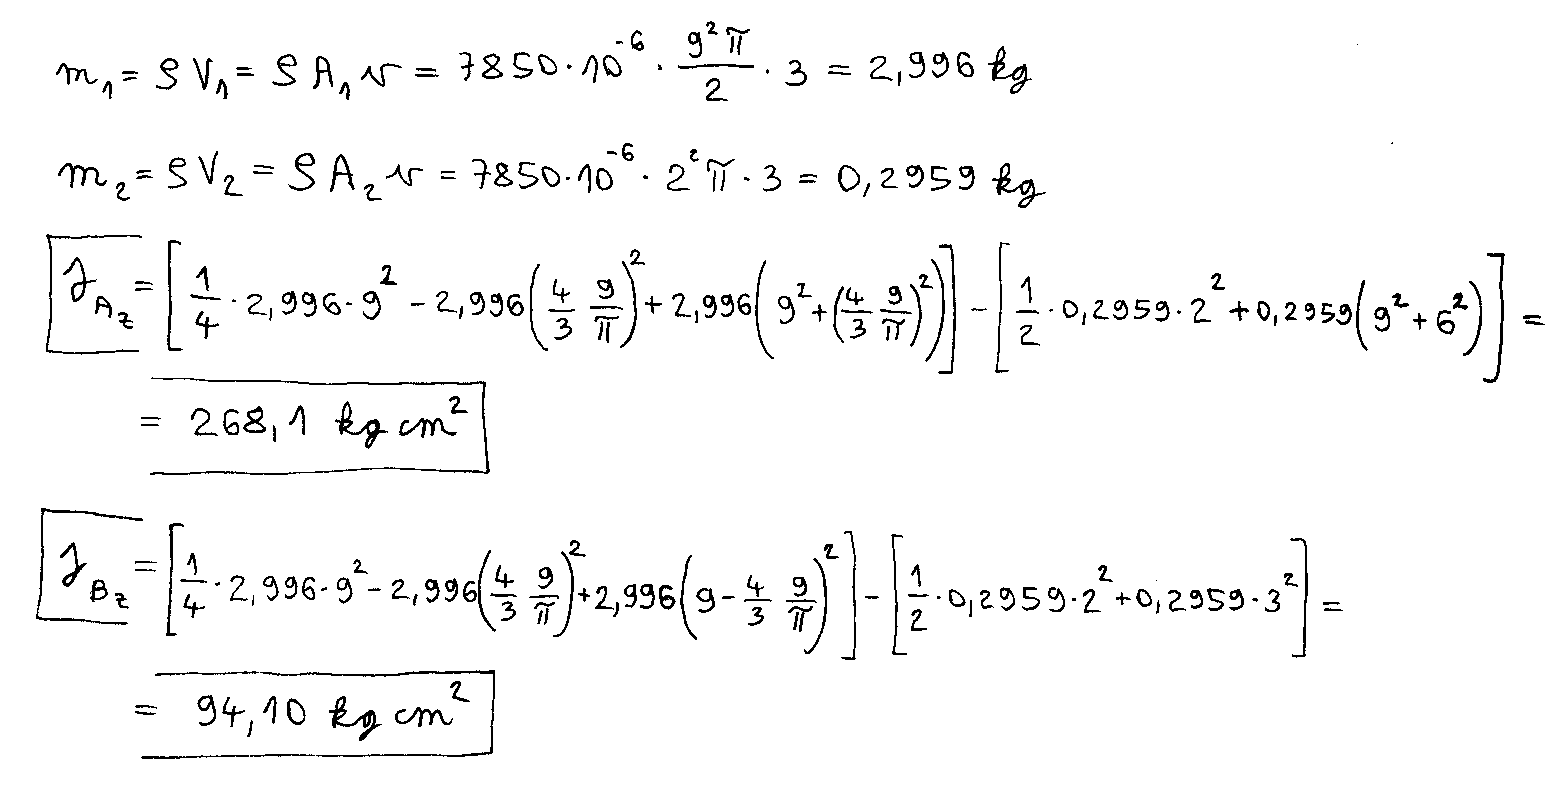 m₁ = ρ V₁ = ρ A₁ v = 7850·10⁻⁶ · 9²π/2 · 3 = 2,996 kg
m₂ = ρ V₂ = ρ A₂ v = 7850·10⁻⁶ · 2²π · 3 = 0,2959 kg
J_Az = [1/4 · 2,996 · 9² − 2,996(4/3 9/π)² + 2,996(9² + (4/3 9/π)²)] − [1/2 · 0,2959 · 2² + 0,2959(9² + 6²)] =
= 268,1 kg cm²
J_Bz = [1/4 · 2,996 · 9² − 2,996(4/3 9/π)² + 2,996(9 − 4/3 9/π)²] − [1/2 · 0,2959 · 2² + 0,2959 · 3²] =
= 94,10 kg cm²